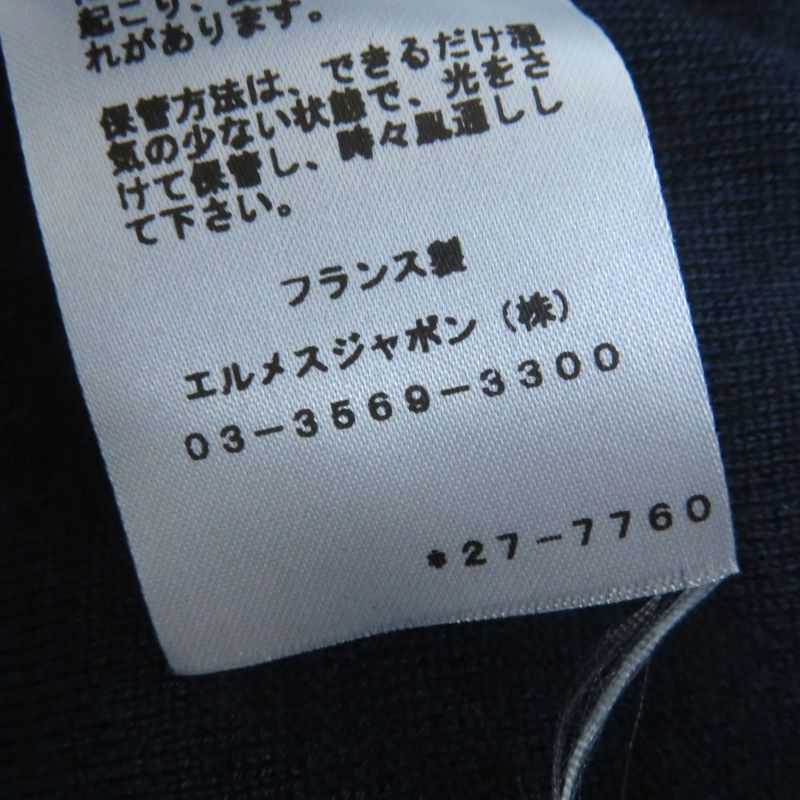 起こり、
れがあります。
保管方法は、できるだけ湿
気の少ない状態で、光をさ
けて保管し、時々風通しし
て下さい。
フランス製
エルメスジャポン（株）
03-3569-3300
*27-7760